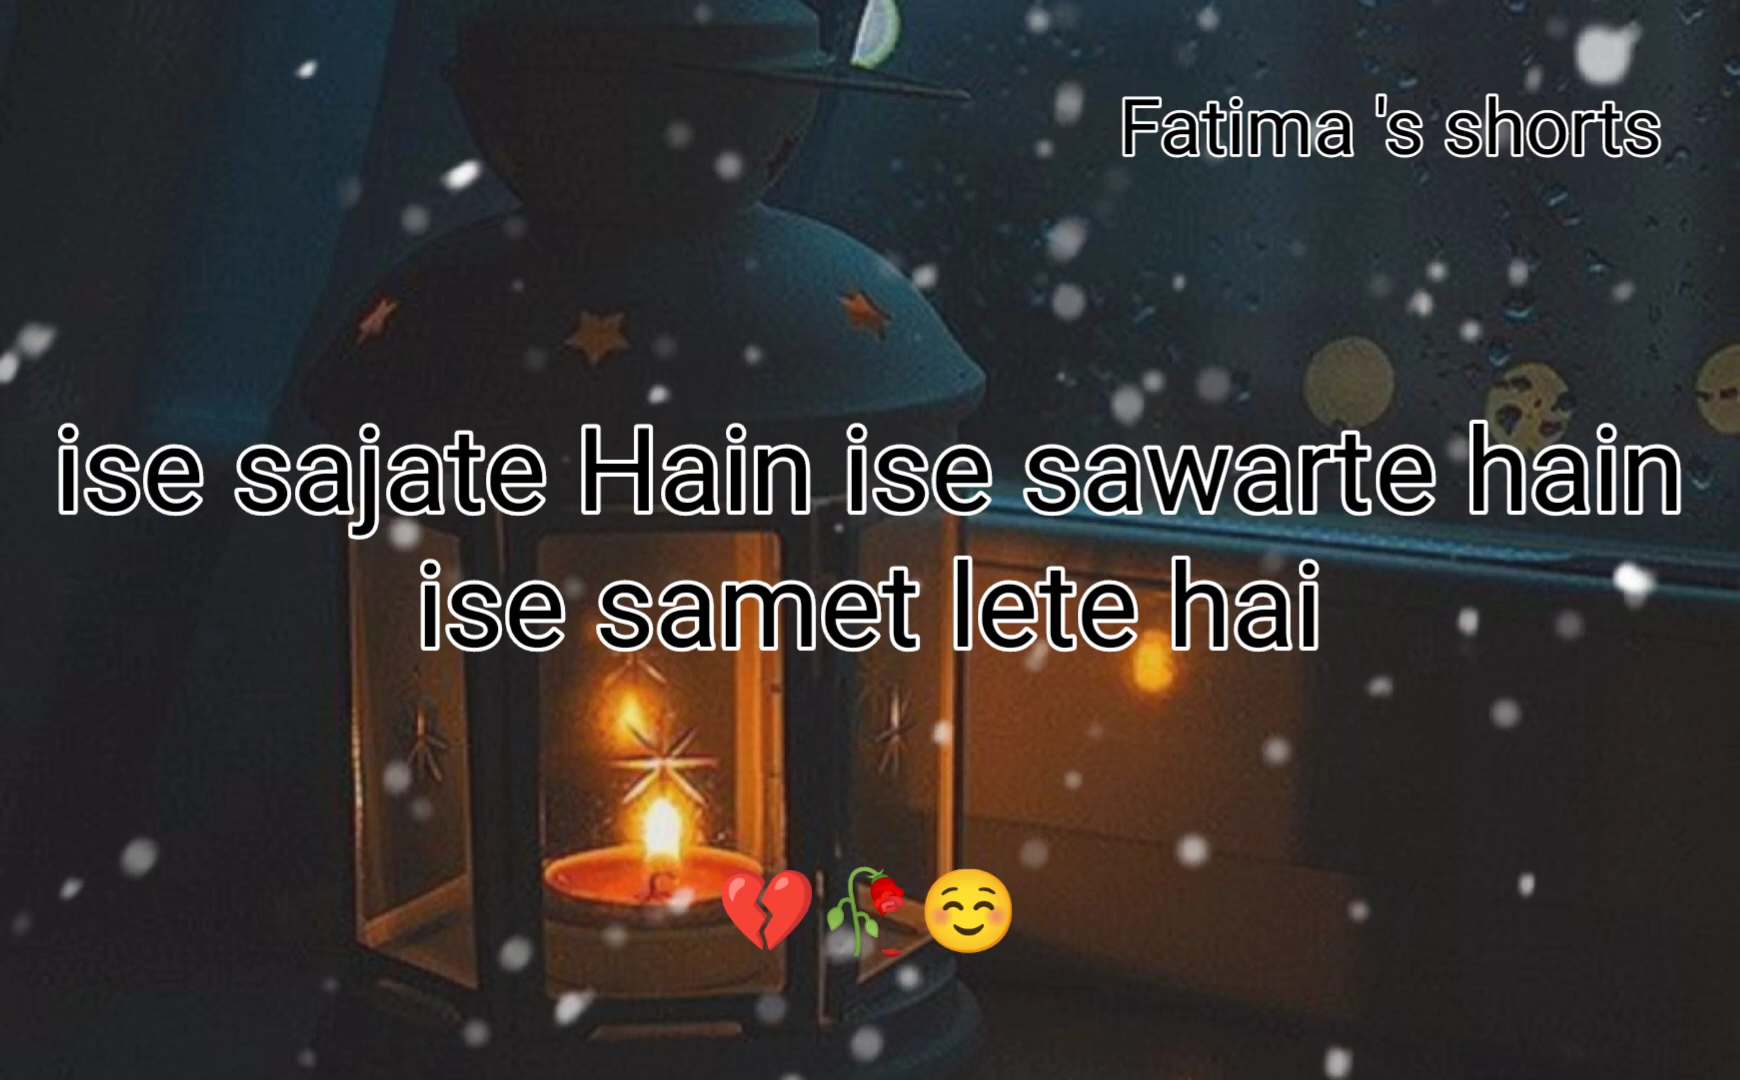 Fatima 's shorts
ise sajate Hain ise sawarte hain
ise samet lete hai
💔🥀☺️